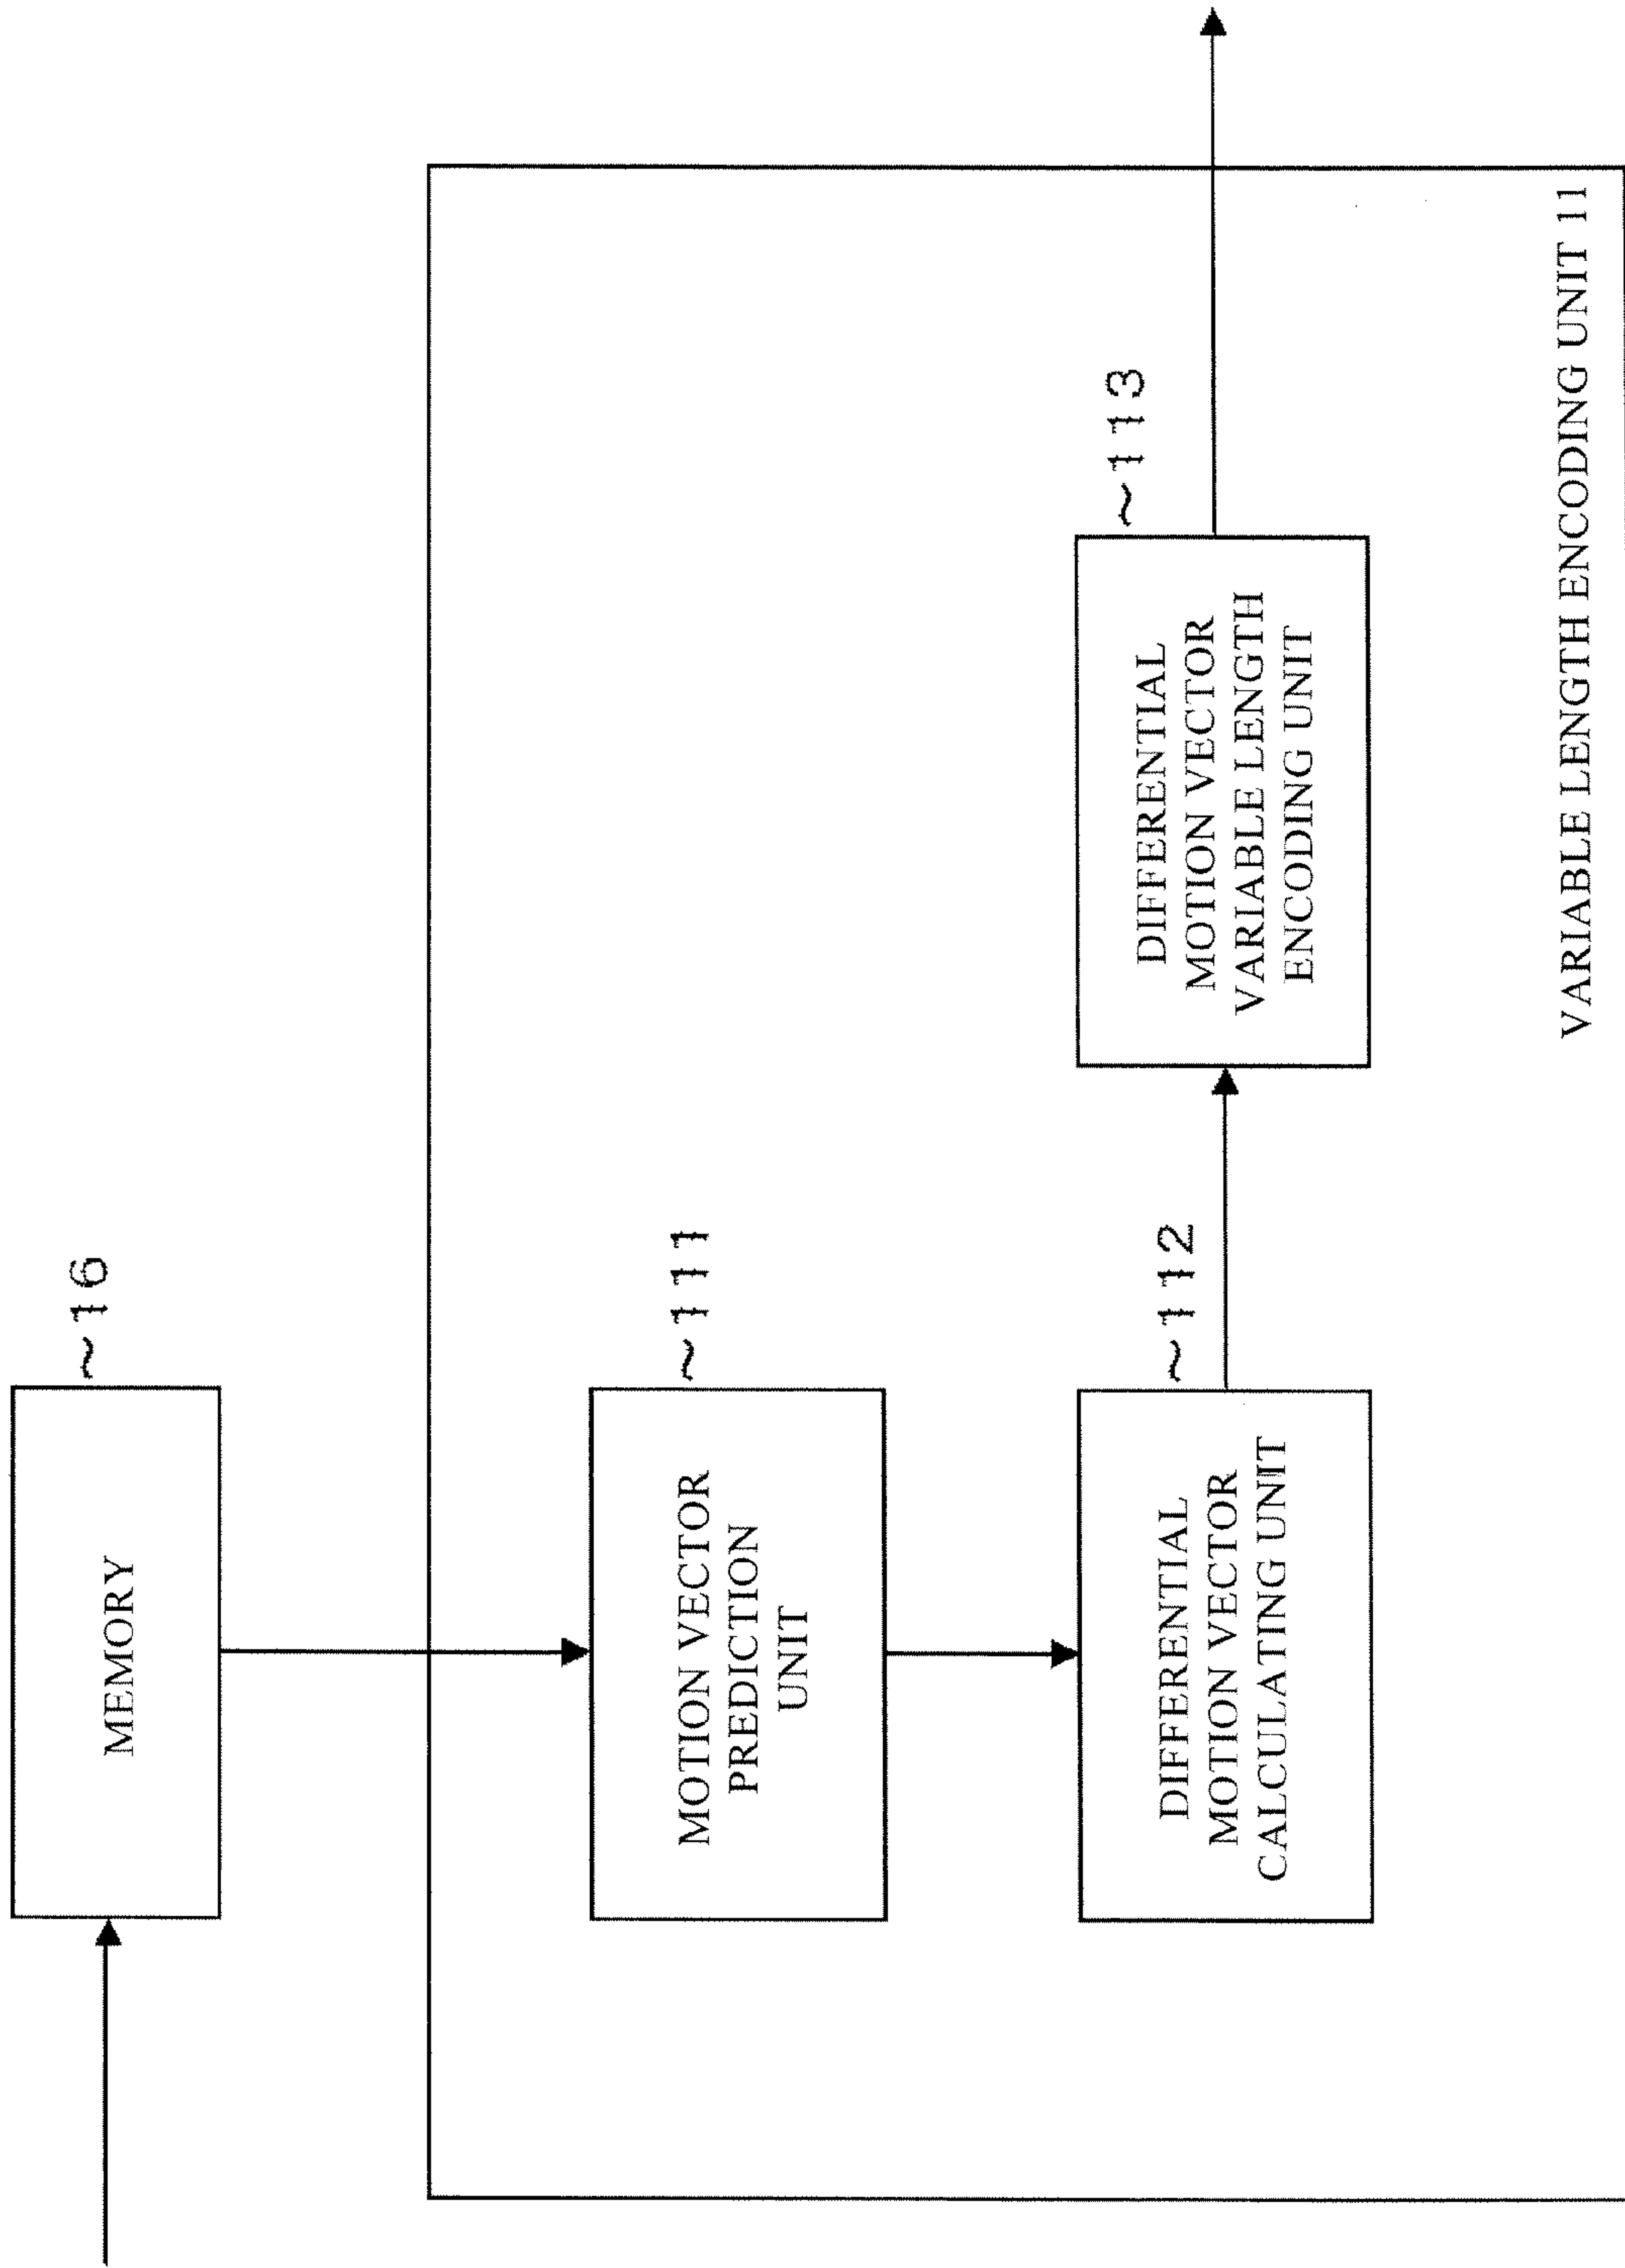 MEMORY
~16
MOTION VECTOR
PREDICTION
UNIT
~111
DIFFERENTIAL
MOTION VECTOR
CALCULATING UNIT
~112
DIFFERENTIAL
MOTION VECTOR
VARIABLE LENGTH
ENCODING UNIT
~113
VARIABLE LENGTH ENCODING UNIT 11